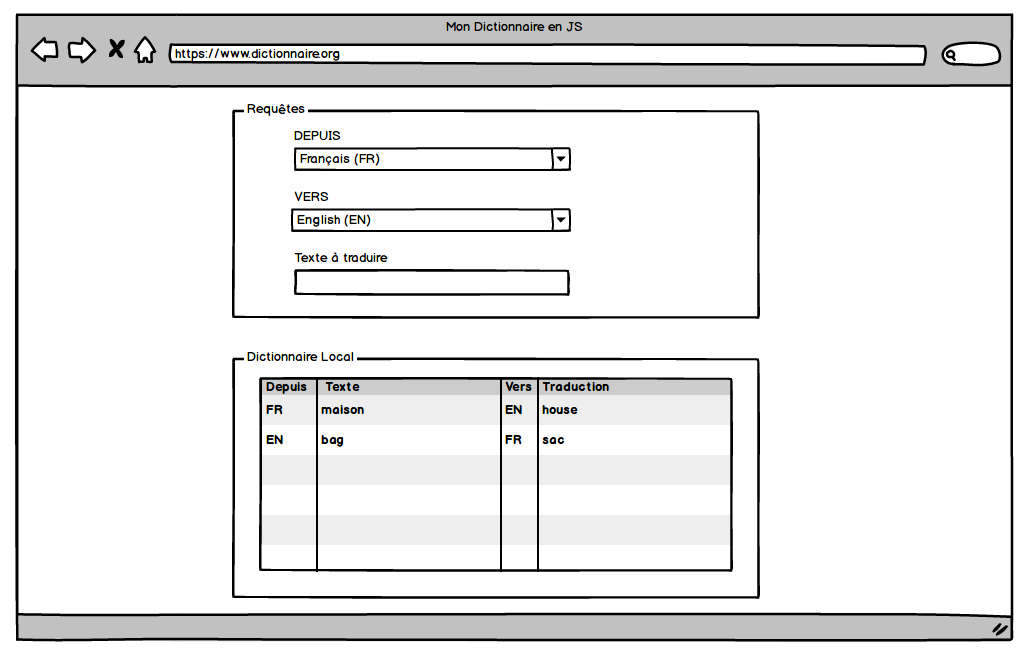 Mon Dictionnaire en JS
https://www.dictionnaire.org
Requêtes
DEPUIS
Français (FR)
VERS
English (EN)
Texte à traduire
Dictionnaire Local
Depuis Texte Vers Traduction
FR maison EN house
EN bag FR sac